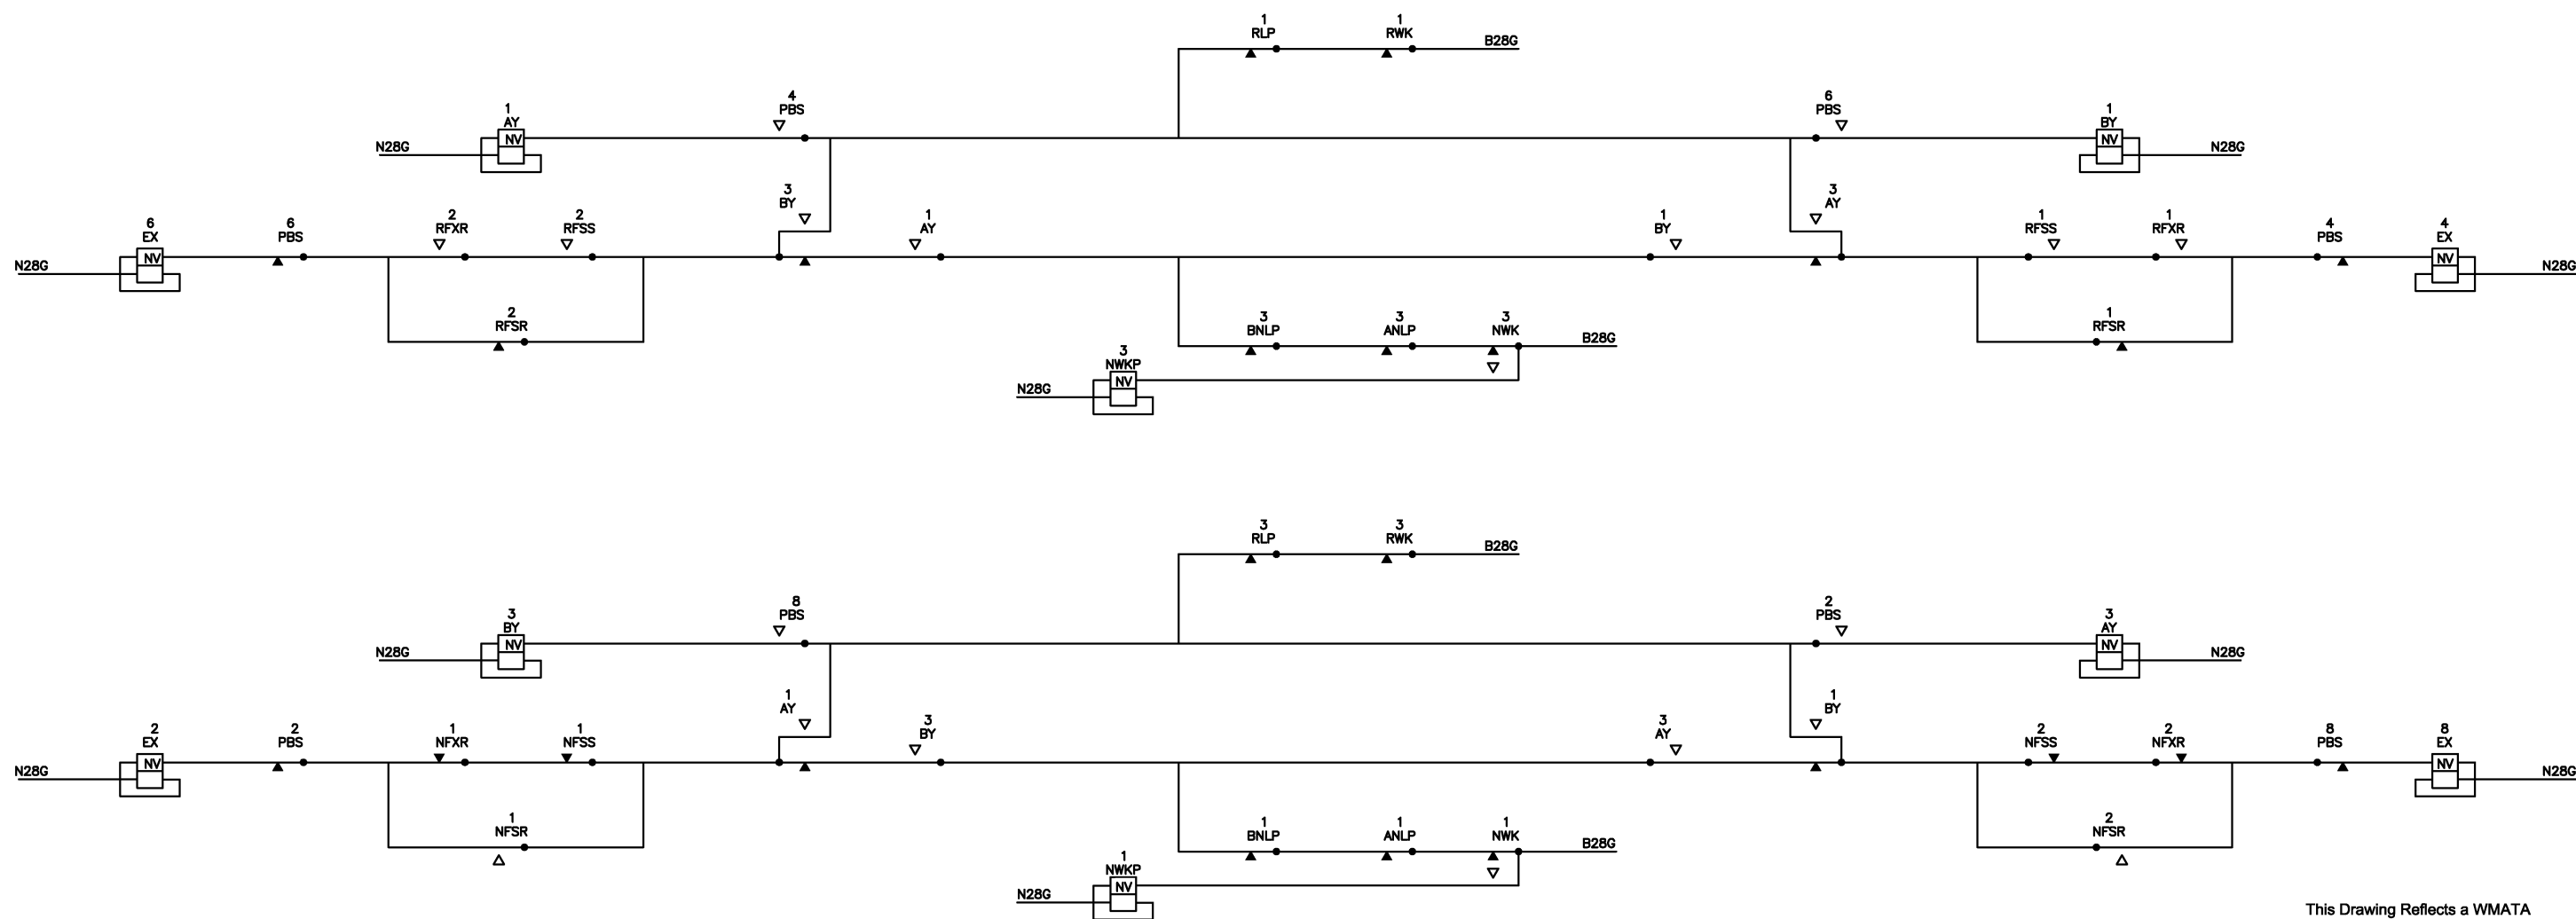 1 1
RLP RWK B28G
4 6
PBS PBS
1 1
AY BY
NV NV
N28G N28G
3 3
BY AY
6 2 2 1 1 1 1 4 4
EX 6 RFXR RFSS AY BY RFSS RFXR PBS EX
PBS
NV NV
N28G N28G
2 1
RFSR RFSR
3 3 3
BNLP ANLP NWK B28G
3
NWKP
NV
N28G
3 3
RLP RWK B28G
8 2
PBS PBS
3 3
BY AY
NV NV
N28G N28G
1 1
AY BY
2 2 1 1 3 3 2 2 8 8
EX PBS NFXR NFSS BY AY NFSS NFXR PBS EX
NV NV
N28G N28G
1 2
NFSR NFSR
1 1 1
BNLP ANLP NWK B28G
1
NWKP
NV
N28G
This Drawing Reflects a WMATA